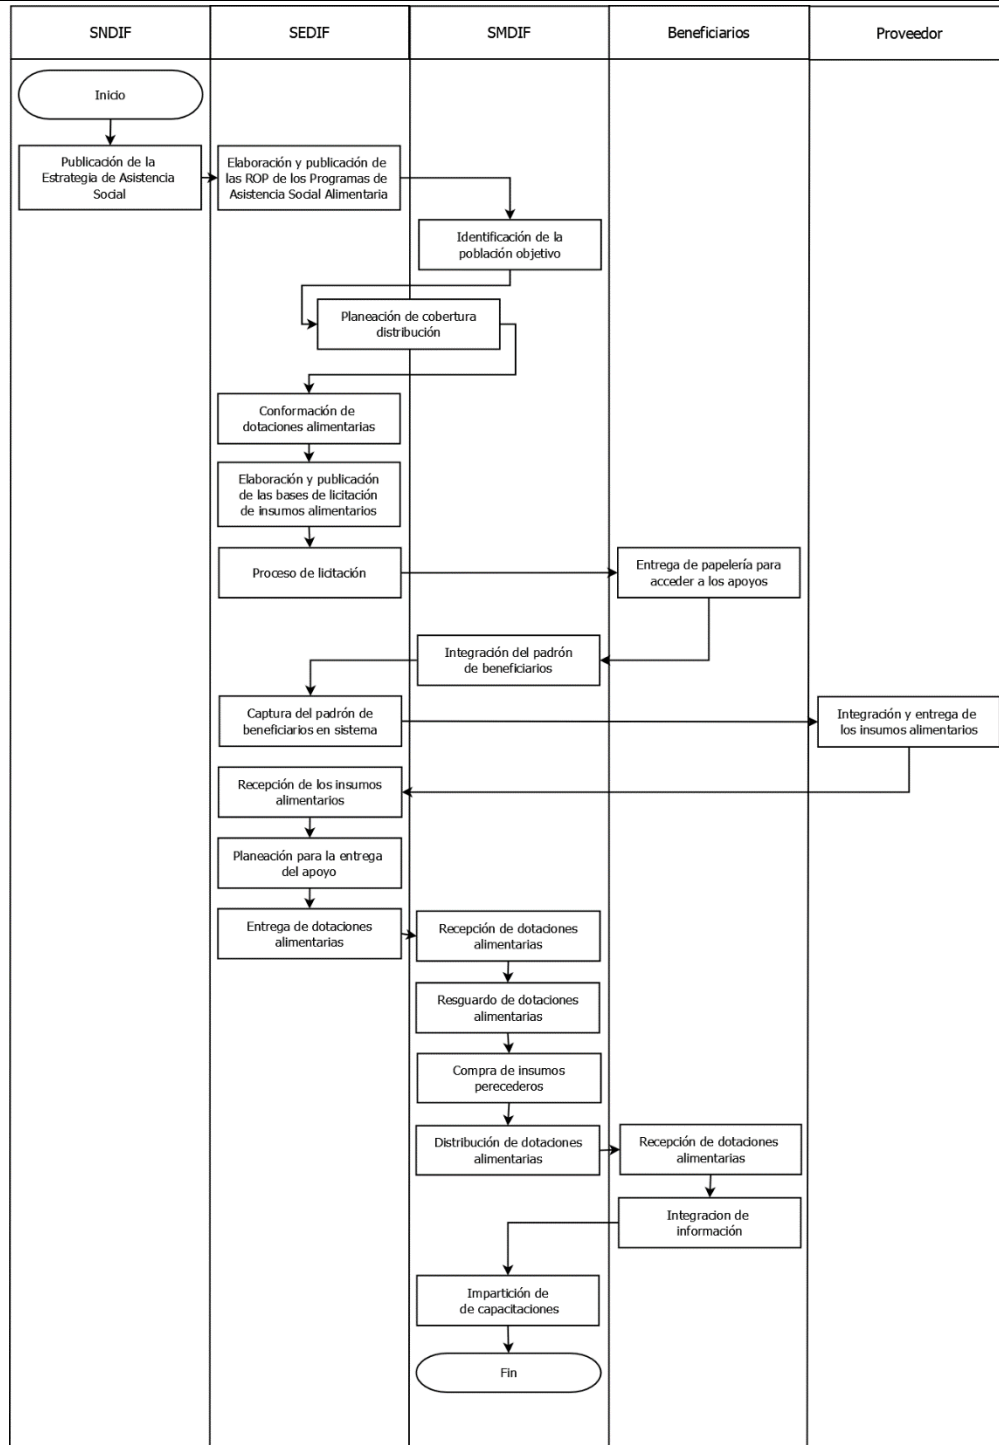 SNDIF
SEDIF
SMDIF
Beneficiarios
Proveedor
Inicio
Publicación de la
Estrategia de Asistencia
Social
Elaboración y publicación de
las ROP de los Programas de
Asistencia Social Alimentaria
Identificación de la
población objetivo
Planeación de cobertura
distribución
Conformación de
dotaciones alimentarias
Elaboración y publicación
de las bases de licitación
de insumos alimentarios
Proceso de licitación
Entrega de papelería para
acceder a los apoyos
Integración del padrón
de beneficiarios
Captura del padrón de
beneficiarios en sistema
Integración y entrega de
los insumos alimentarios
Recepción de los insumos
alimentarios
Planeación para la entrega
del apoyo
Entrega de dotaciones
alimentarias
Recepción de dotaciones
alimentarias
Resguardo de dotaciones
alimentarias
Compra de insumos
perecederos
Distribución de dotaciones
alimentarias
Recepción de dotaciones
alimentarias
Integracion de
información
Impartición de
de capacitaciones
Fin